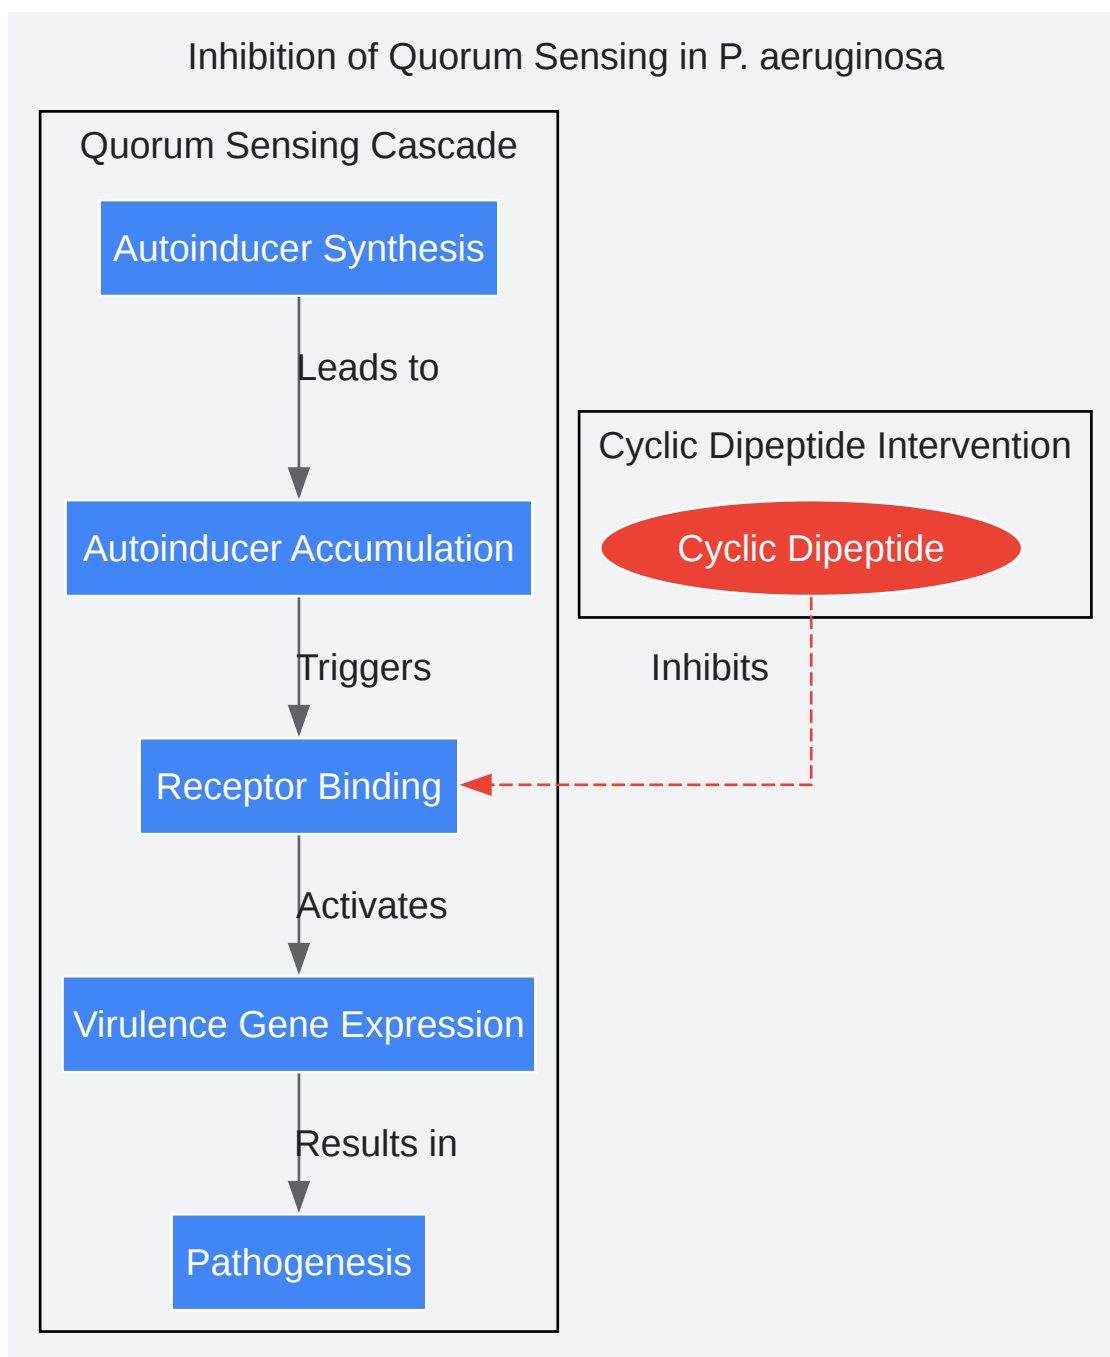 Inhibition of Quorum Sensing in P. aeruginosa
Quorum Sensing Cascade
Autoinducer Synthesis
Leads to
Autoinducer Accumulation
Triggers
Receptor Binding
Activates
Virulence Gene Expression
Results in
Pathogenesis
Cyclic Dipeptide Intervention
Cyclic Dipeptide
Inhibits